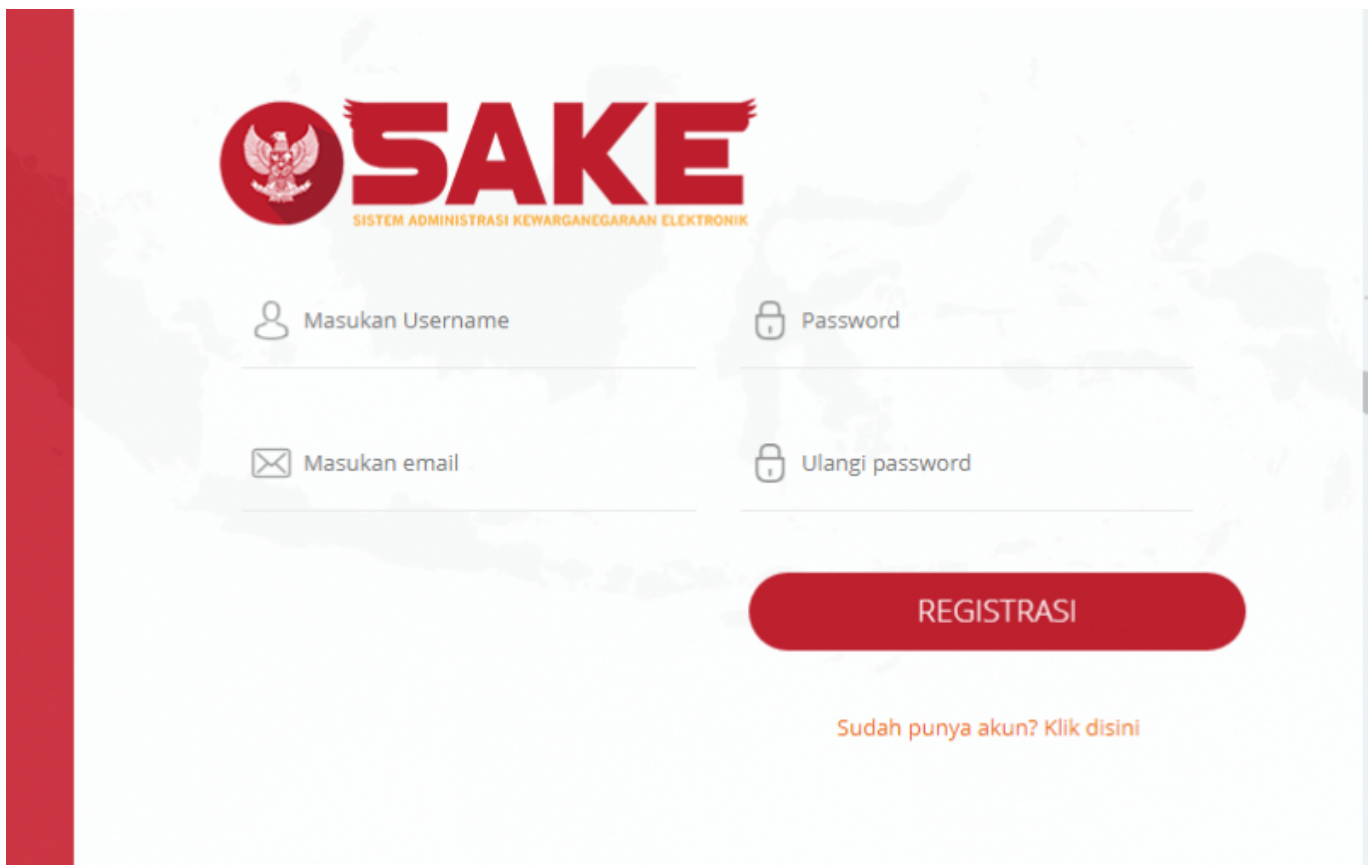 SAKE
SISTEM ADMINISTRASI KEWARGANEGARAAN ELEKTRONIK
Masukan Username
Password
Masukan email
Ulangi password
REGISTRASI
Sudah punya akun? Klik disini